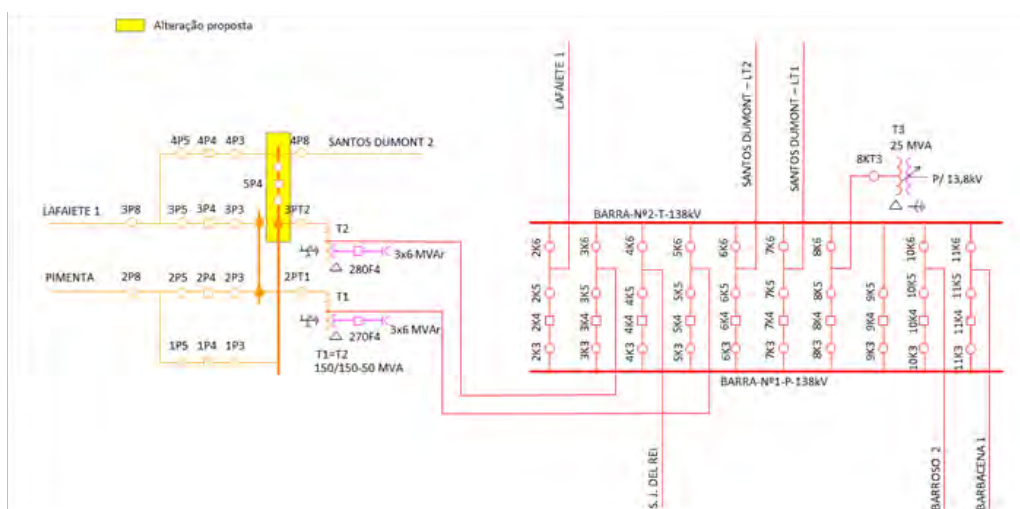 Alteração proposta
4P5 4P4 4P3 4P8 SANTOS DUMONT 2
5P4
LAFAIETE 1 3P8 3P5 3P4 3P3 3PT2
T2
3x6 MVAr
280F4
PIMENTA 2P8 2P5 2P4 2P3 2PT1
T1
3x6 MVAr
270F4
1P5 1P4 1P3
T1=T2
150/150-50 MVA
LAFAIETE 1
SANTOS DUMONT – LT2
SANTOS DUMONT – LT1
T3
25 MVA
8KT3
P/ 13,8kV
BARRA-Nº2-T-138kV
2K6 3K6 4K6 5K6 6K6 7K6 8K6 10K6 11K6
2K5 3K5 4K5 5K5 6K5 7K5 8K5 9K5 10K5 11K5
2K4 3K4 4K4 5K4 6K4 7K4 8K4 9K4 10K4 11K4
2K3 3K3 4K3 5K3 6K3 7K3 8K3 9K3 10K3 11K3
BARRA-Nº1-P-138kV
S. J. DEL REI
BARROSO 2
BARBACENA 1